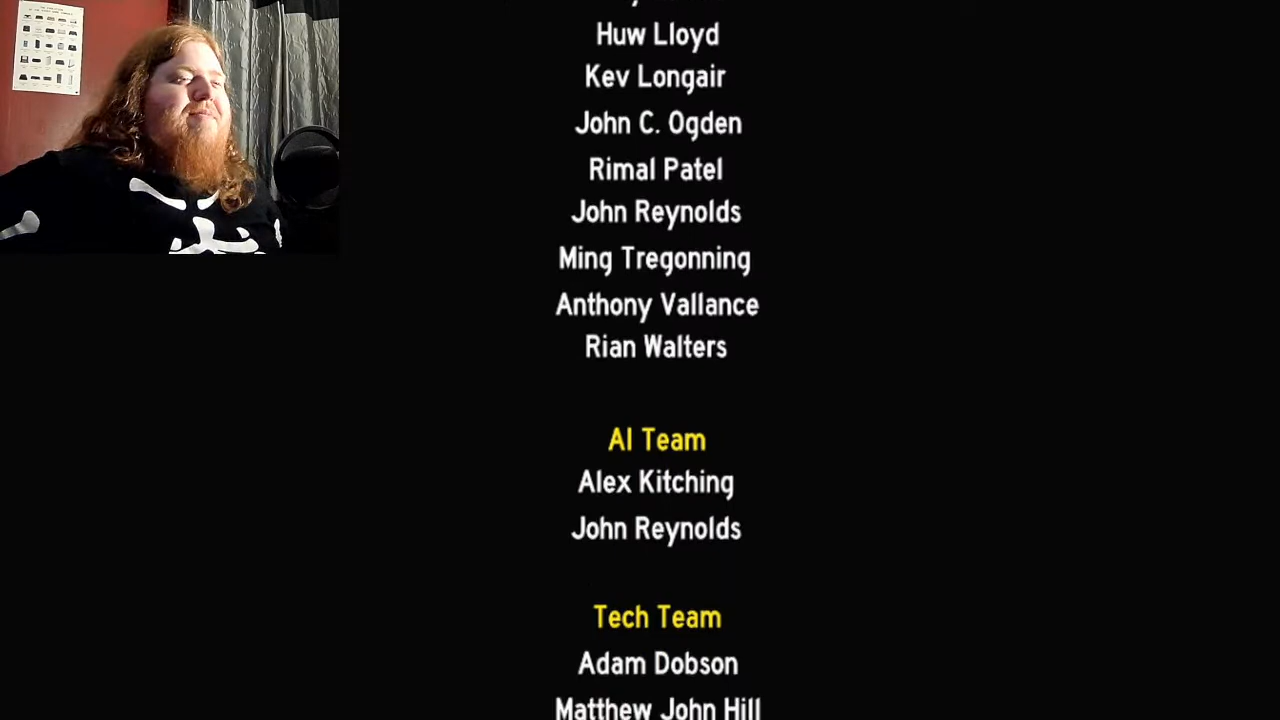 Huw Lloyd
Kev Longair
John C. Ogden
Rimal Patel
John Reynolds
Ming Tregonning
Anthony Vallance
Rian Walters
AI Team
Alex Kitching
John Reynolds
Tech Team
Adam Dobson
Matthew John Hill